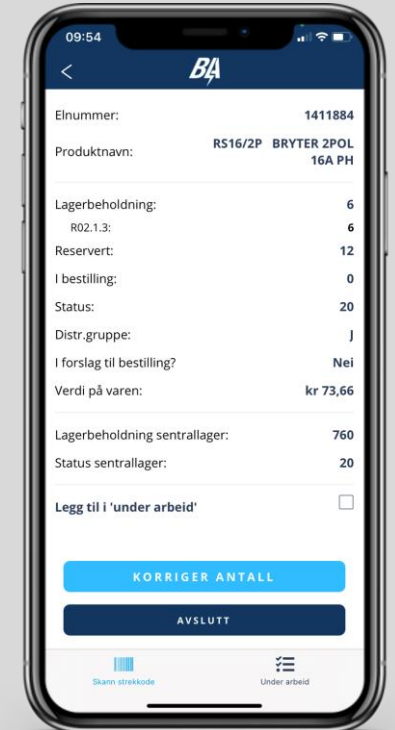 09:54
BA
Elnummer: 1411884
Produktnavn: RS16/2P BRYTER 2POL
16A PH
Lagerbeholdning: 6
R02.1.3: 6
Reservert: 12
I bestilling: 0
Status: 20
Distr.gruppe: J
I forslag til bestilling? Nei
Verdi på varen: kr 73,66
Lagerbeholdning sentrallager: 760
Status sentrallager: 20
Legg til i 'under arbeid'
KORRIGER ANTALL
AVSLUTT
Skann strekkode Under arbeid